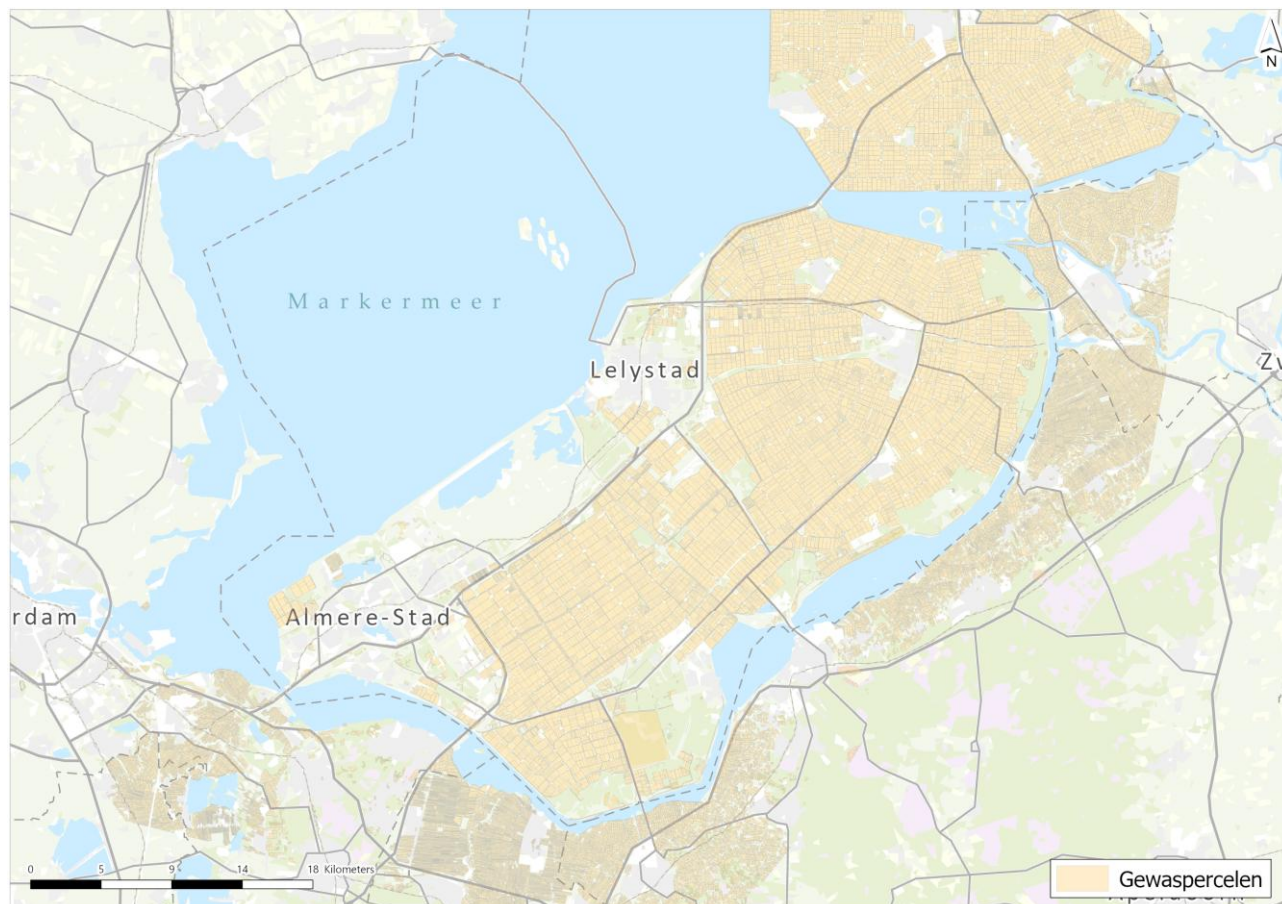 N
Markermeer
Lelystad
Zw
Almere-Stad
rdam
0 5 9 14 18 Kilometers
Gewaspercelen